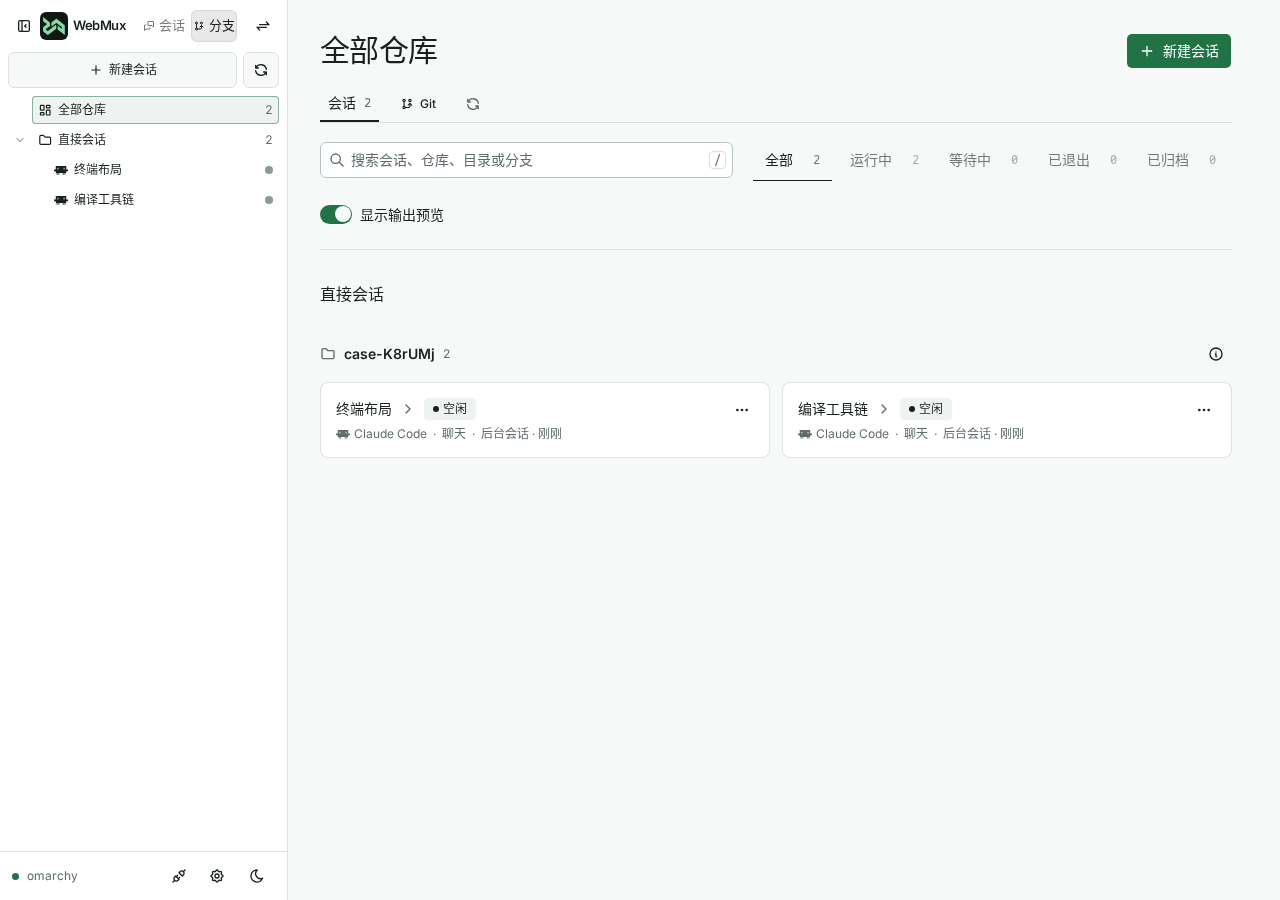 WebMux 会话 分支
新建会话
全部仓库 2
直接会话 2
终端布局
编译工具链
omarchy
全部仓库
新建会话
会话 2 Git
搜索会话、仓库、目录或分支 /
全部 2 运行中 2 等待中 0 已退出 0 已归档 0
显示输出预览
直接会话
case-K8rUMj 2
终端布局 空闲
Claude Code · 聊天 · 后台会话 · 刚刚
编译工具链 空闲
Claude Code · 聊天 · 后台会话 · 刚刚